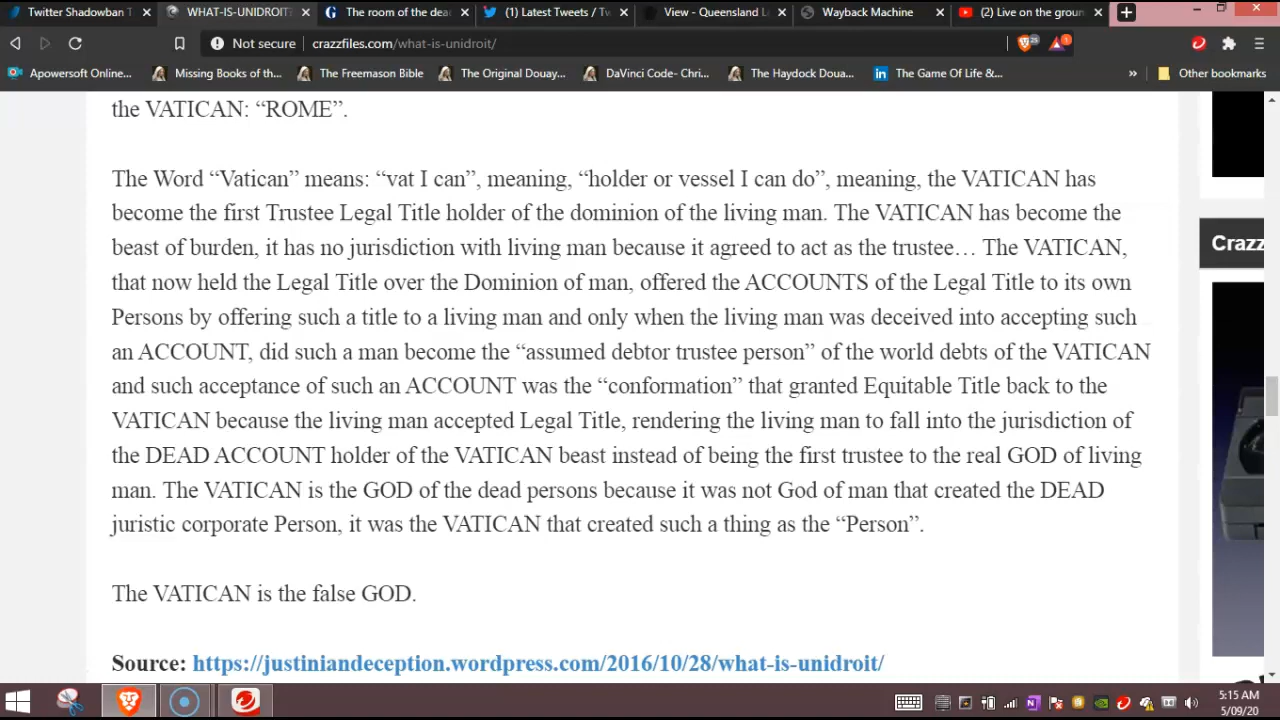 Twitter Shadowban T
WHAT-IS-UNIDROIT?
The room of the dea
(1) Latest Tweets / Tw
View - Queensland L
Wayback Machine
(2) Live on the groun
Not secure
crazzfiles.com/what-is-unidroit/
Apowersoft Online...
Missing Books of th...
The Freemason Bible
The Original Douay...
DaVinci Code- Chri...
The Haydock Doua...
The Game Of Life &...
»
Other bookmarks
the VATICAN: “ROME”.
The Word “Vatican” means: “vat I can”, meaning, “holder or vessel I can do”, meaning, the VATICAN has
become the first Trustee Legal Title holder of the dominion of the living man. The VATICAN has become the
beast of burden, it has no jurisdiction with living man because it agreed to act as the trustee… The VATICAN,
that now held the Legal Title over the Dominion of man, offered the ACCOUNTS of the Legal Title to its own
Persons by offering such a title to a living man and only when the living man was deceived into accepting such
an ACCOUNT, did such a man become the “assumed debtor trustee person” of the world debts of the VATICAN
and such acceptance of such an ACCOUNT was the “conformation” that granted Equitable Title back to the
VATICAN because the living man accepted Legal Title, rendering the living man to fall into the jurisdiction of
the DEAD ACCOUNT holder of the VATICAN beast instead of being the first trustee to the real GOD of living
man. The VATICAN is the GOD of the dead persons because it was not God of man that created the DEAD
juristic corporate Person, it was the VATICAN that created such a thing as the “Person”.
The VATICAN is the false GOD.
Source: https://justiniandeception.wordpress.com/2016/10/28/what-is-unidroit/
Crazz
5:15 AM
5/09/20